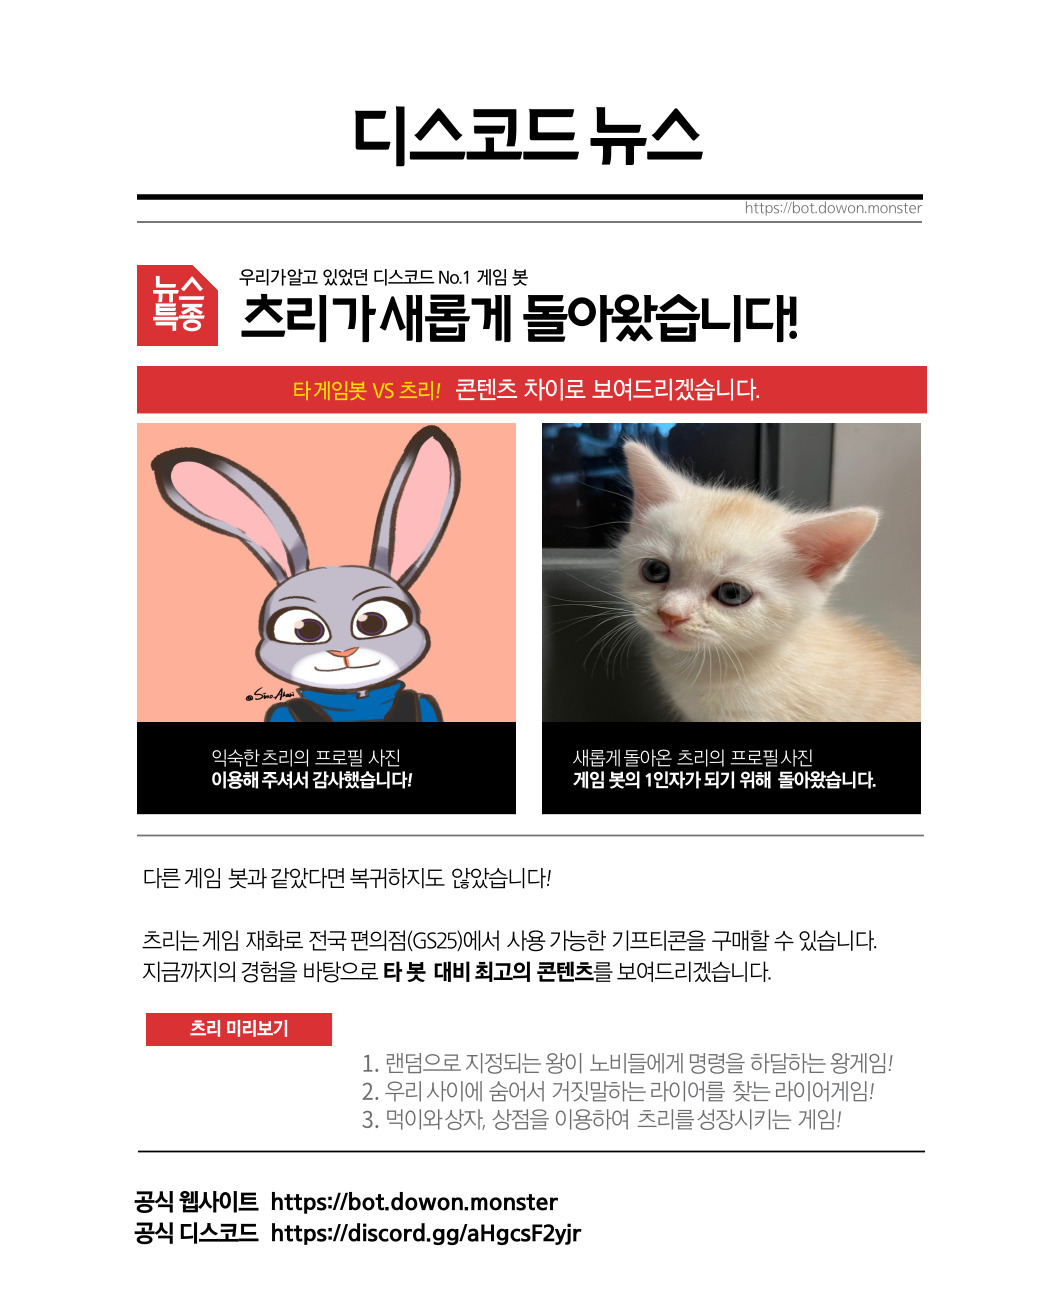 디스코드 뉴스
https://bot.dowon.monster
뉴스
특종
우리가 알고 있었던 디스코드 No.1 게임 봇
츠리가 새롭게 돌아왔습니다!
타 게임봇 VS 츠리! 콘텐츠 차이로 보여드리겠습니다.
@Sino.Ahari
익숙한 츠리의 프로필 사진
이용해 주셔서 감사했습니다!
새롭게 돌아온 츠리의 프로필 사진
게임 봇의 1인자가 되기 위해 돌아왔습니다.
다른 게임 봇과 같았다면 복귀하지도 않았습니다!
츠리는 게임 재화로 전국 편의점(GS25)에서 사용 가능한 기프티콘을 구매할 수 있습니다.
지금까지의 경험을 바탕으로 타 봇 대비 최고의 콘텐츠를 보여드리겠습니다.
츠리 미리보기
1. 랜덤으로 지정되는 왕이 노비들에게 명령을 하달하는 왕게임!
2. 우리 사이에 숨어서 거짓말하는 라이어를 찾는 라이어게임!
3. 먹이와 상자, 상점을 이용하여 츠리를 성장시키는 게임!
공식 웹사이트 https://bot.dowon.monster
공식 디스코드 https://discord.gg/aHgcsF2yjr